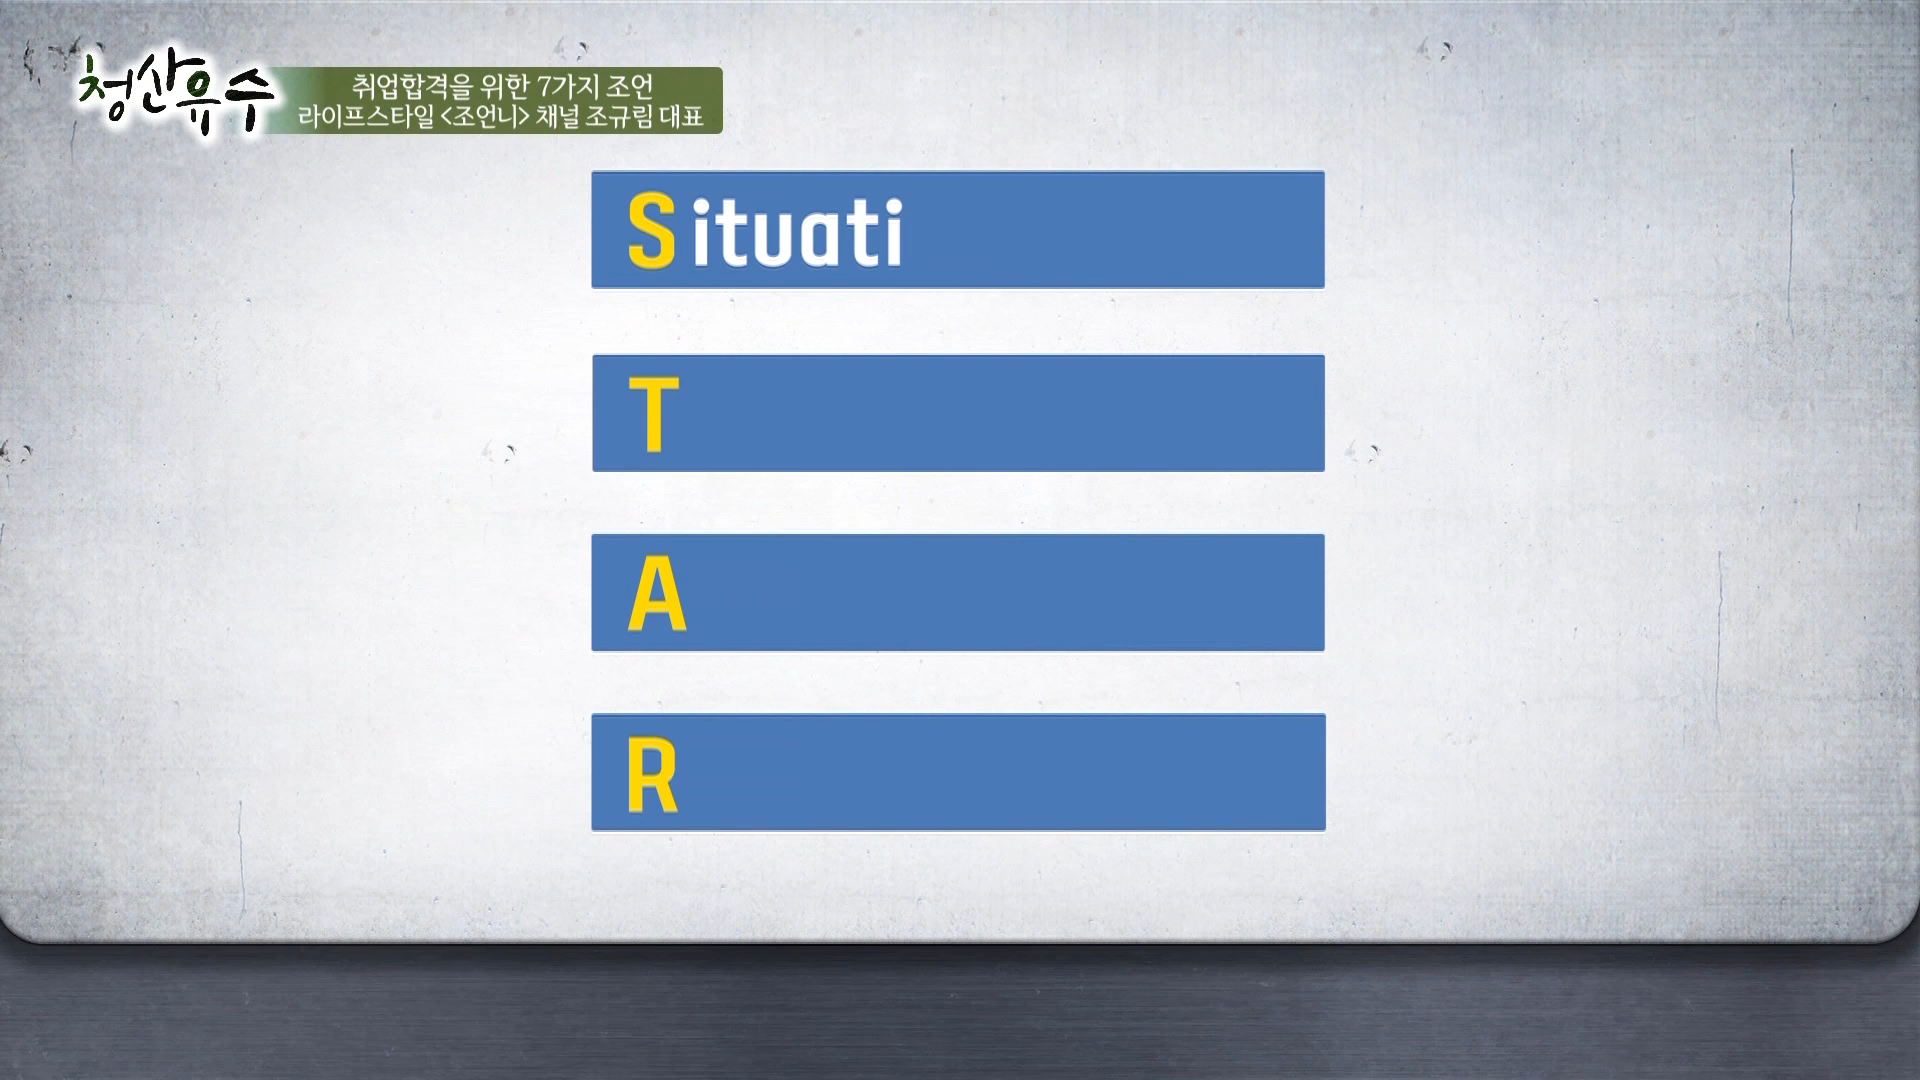 청산유수
취업합격을 위한 7가지 조언
라이프스타일 <조언니> 채널 조규림 대표
Situati
T
A
R